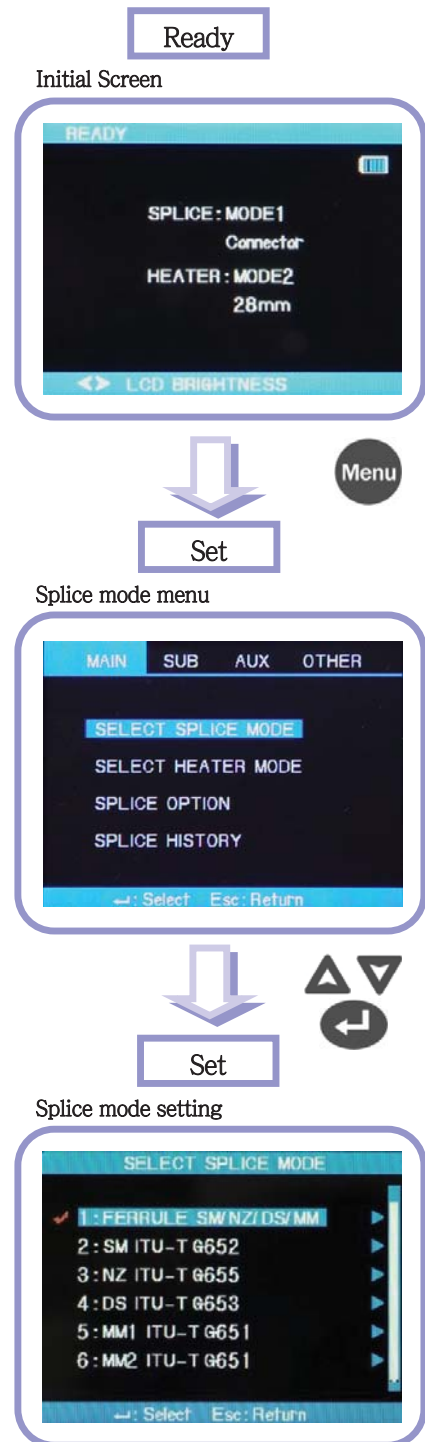 Ready
Initial Screen
READY
SPLICE: MODE1
Connector
HEATER: MODE2
28mm
<> LCD BRIGHTNESS
Menu
Set
Splice mode menu
MAIN SUB AUX OTHER
SELECT SPLICE MODE
SELECT HEATER MODE
SPLICE OPTION
SPLICE HISTORY
↵: Select Esc: Return
Set
Splice mode setting
SELECT SPLICE MODE
1: FERRULE SM/NZ/DS/MM
2: SM ITU-T G652
3: NZ ITU-T G655
4: DS ITU-T G653
5: MM1 ITU-T G651
6: MM2 ITU-T G651
↵: Select Esc: Return